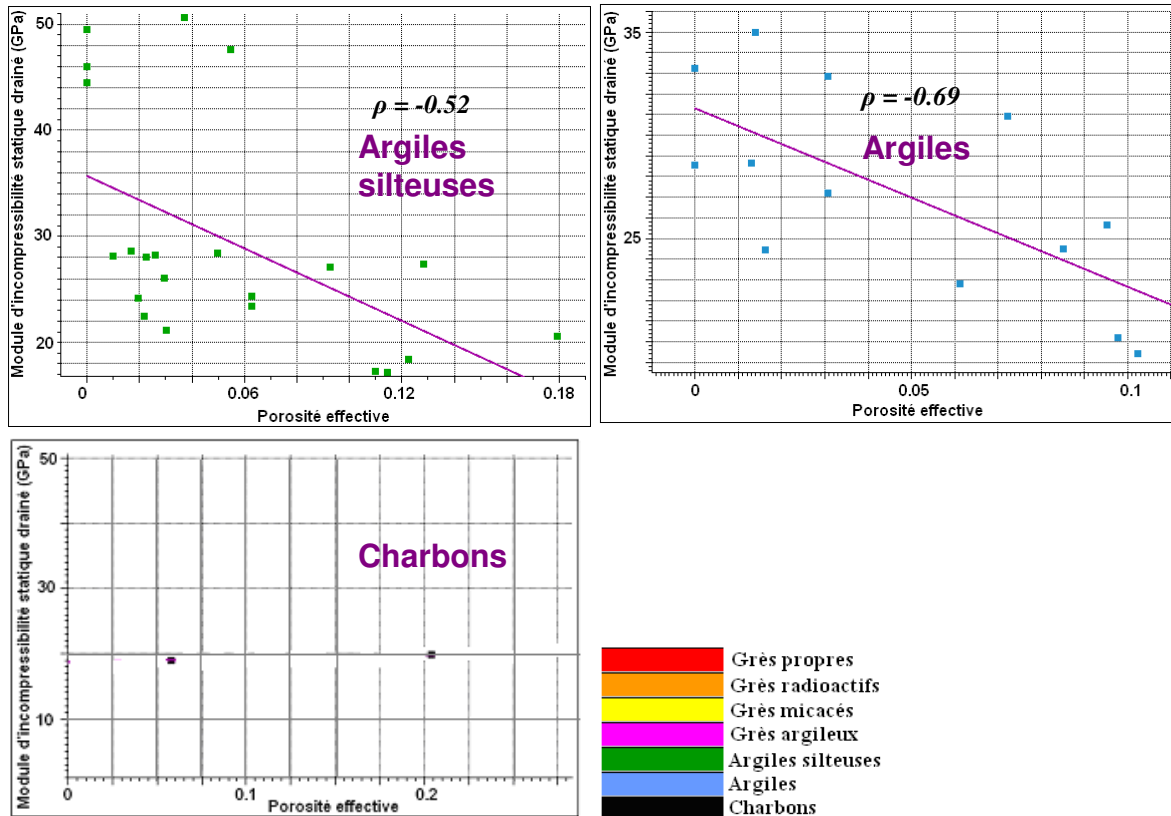 Module d'incompressibilité statique drainé (GPa)
50
40
30
20
ρ = -0.52
Argiles
silteuses
0
0.06
0.12
0.18
Porosité effective
Module d'incompressibilité statique drainé (GPa)
35
25
ρ = -0.69
Argiles
0
0.05
0.1
Porosité effective
Module d'incompressibilité statique drainé (GPa)
50
30
10
Charbons
0
0.1
0.2
Porosité effective
Grès propres
Grès radioactifs
Grès micacés
Grès argileux
Argiles silteuses
Argiles
Charbons